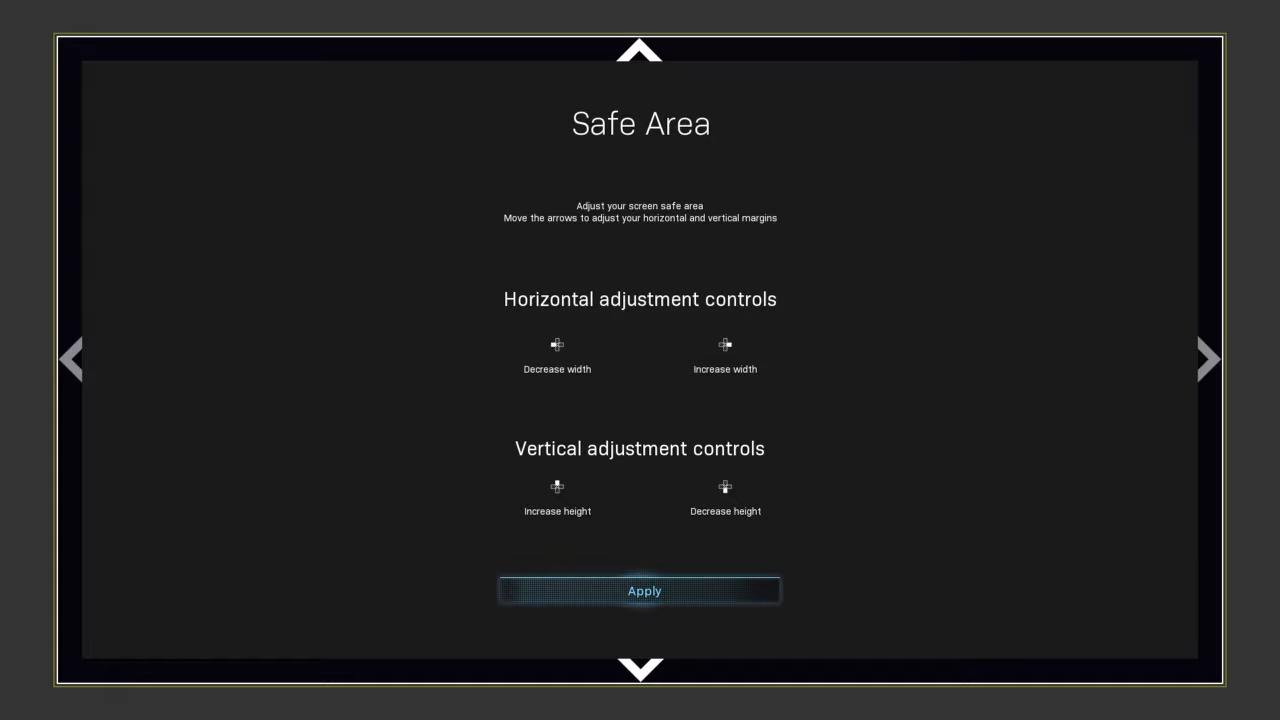 Safe Area
Adjust your screen safe area
Move the arrows to adjust your horizontal and vertical margins
Horizontal adjustment controls
Decrease width
Increase width
Vertical adjustment controls
Increase height
Decrease height
Apply